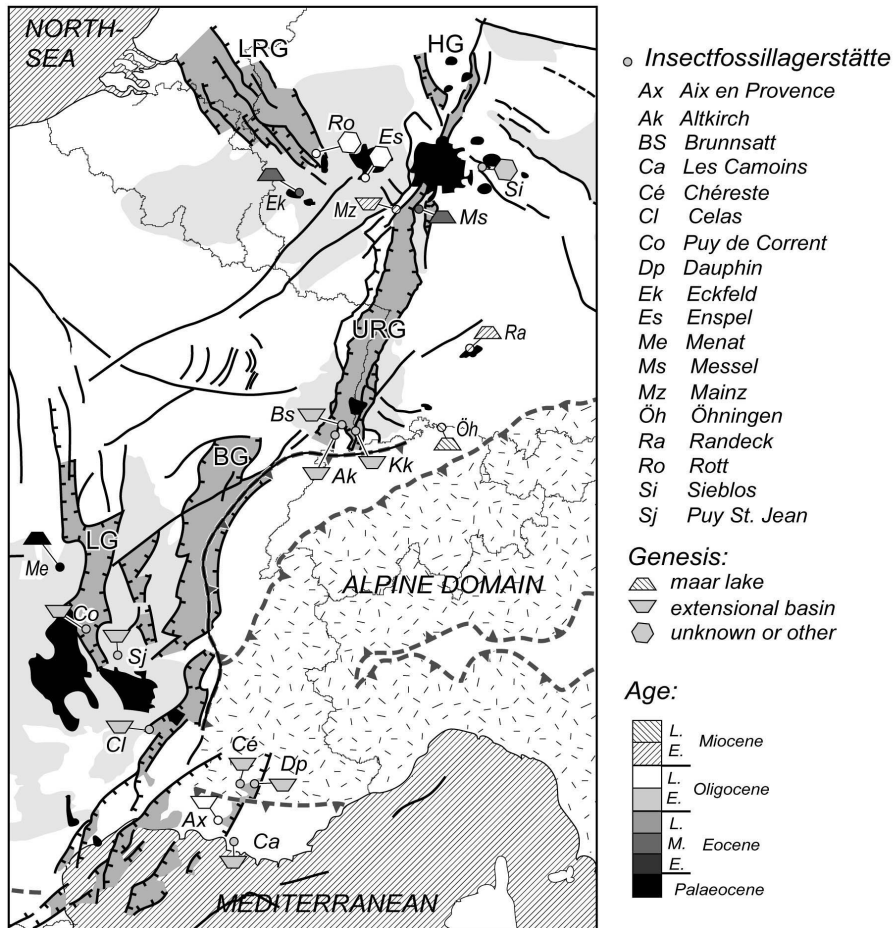 NORTH-
SEA
LRG
HG
Ro
Es
Si
Ek
Mz
Ms
URG
Ra
Bs
Öh
BG
Ak
Kk
LG
Me
ALPINE DOMAIN
Co
Sj
Cl
Cé
Dp
Ax
Ca
MEDITERRANEAN
Insectfossillagerstätte
Ax Aix en Provence
Ak Altkirch
BS Brunnsatt
Ca Les Camoins
Cé Chéreste
Cl Celas
Co Puy de Corrent
Dp Dauphin
Ek Eckfeld
Es Enspel
Me Menat
Ms Messel
Mz Mainz
Öh Öhningen
Ra Randeck
Ro Rott
Si Sieblos
Sj Puy St. Jean
Genesis:
maar lake
extensional basin
unknown or other
Age:
L.
E. Miocene
L.
E. Oligocene
L.
M. Eocene
E.
Palaeocene